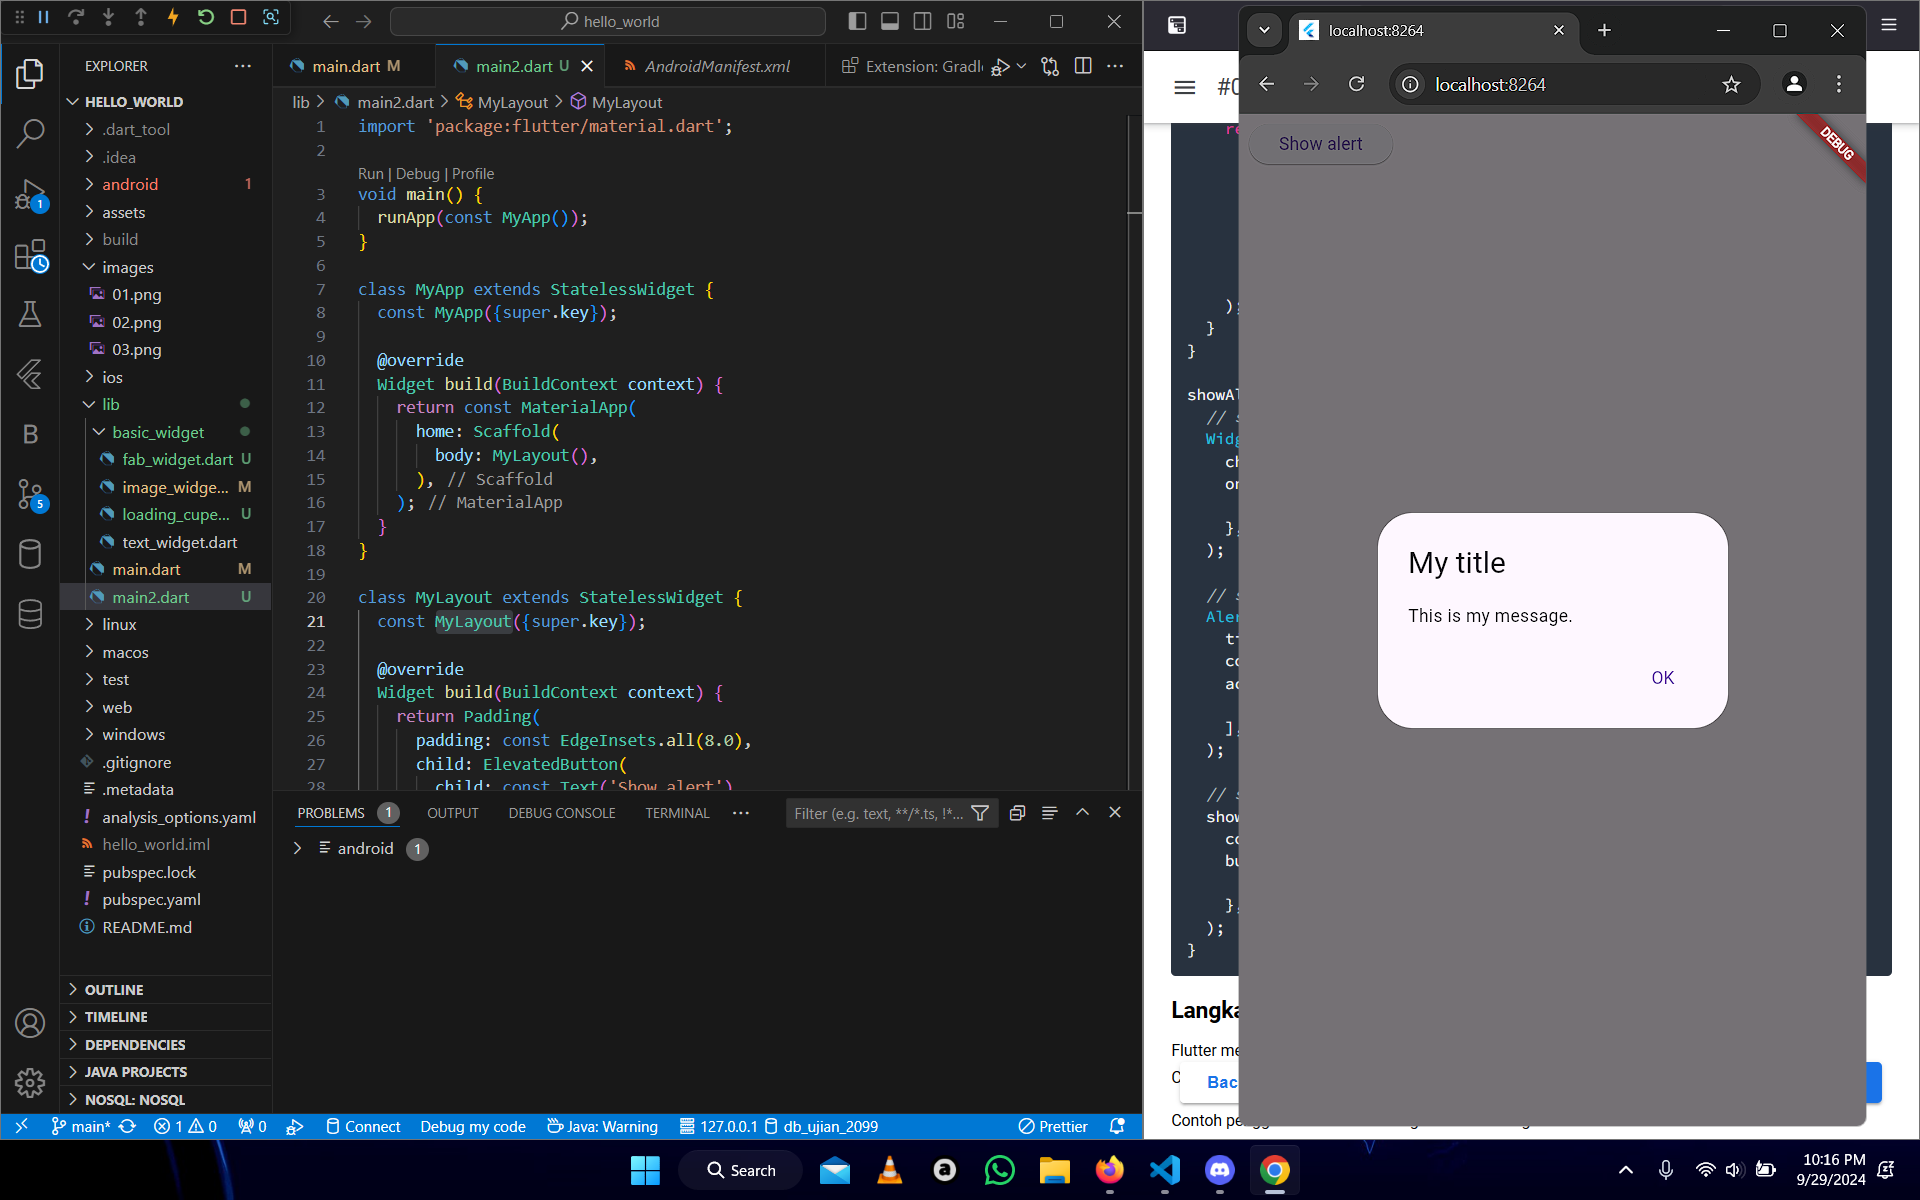 hello_world
EXPLORER
HELLO_WORLD
.dart_tool
.idea
android 1
assets
build
images
01.png
02.png
03.png
ios
lib
basic_widget
fab_widget.dart U
image_widge... M
loading_cupe... U
text_widget.dart
main.dart M
main2.dart U
linux
macos
test
web
windows
.gitignore
.metadata
! analysis_options.yaml
hello_world.iml
pubspec.lock
! pubspec.yaml
README.md
OUTLINE
TIMELINE
DEPENDENCIES
JAVA PROJECTS
NOSQL: NOSQL
1
B
5
main.dart M
main2.dart U
AndroidManifest.xml
Extension: Gradl
lib > main2.dart > MyLayout > MyLayout
1 import 'package:flutter/material.dart';
2
Run | Debug | Profile
3 void main() {
4 runApp(const MyApp());
5 }
6
7 class MyApp extends StatelessWidget {
8 const MyApp({super.key});
9
10 @override
11 Widget build(BuildContext context) {
12 return const MaterialApp(
13 home: Scaffold(
14 body: MyLayout(),
15 ), // Scaffold
16 ); // MaterialApp
17 }
18 }
19
20 class MyLayout extends StatelessWidget {
21 const MyLayout({super.key});
22
23 @override
24 Widget build(BuildContext context) {
25 return Padding(
26 padding: const EdgeInsets.all(8.0),
27 child: ElevatedButton(
28 child: const Text('Show alert')
PROBLEMS 1 OUTPUT DEBUG CONSOLE TERMINAL
Filter (e.g. text, **/*.ts, !*...
android 1
main* 1 0 0 Connect Debug my code Java: Warning 127.0.0.1 db_ujian_2099 Prettier
localhost:8264
localhost:8264
Show alert
DEBUG
My title
This is my message.
OK
#0
re
);
}
}
showAl
// s
Widg
ch
on
},
);
// s
Aler
ti
co
ac
],
);
// s
show
co
bu
},
);
}
Langka
Flutter me
C
Bac
Search
a
10:16 PM
9/29/2024